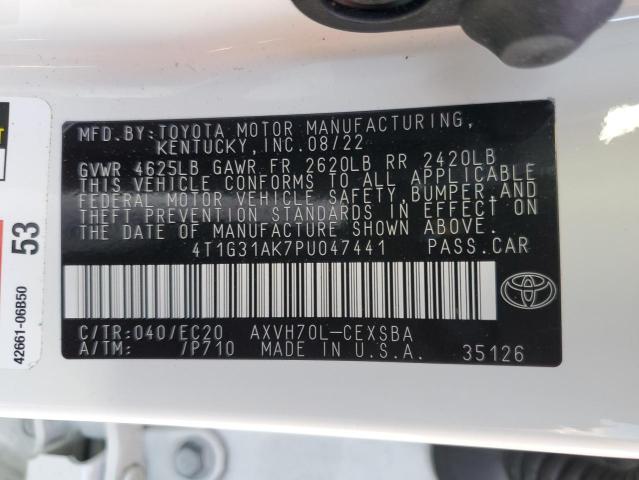 MFD.BY:TOYOTA MOTOR MANUFACTURING,
KENTUCKY, INC.08/22
GVWR 4625LB GAWR FR 2620LB RR 2420LB
THIS VEHICLE CONFORMS TO ALL APPLICABLE
FEDERAL MOTOR VEHICLE SAFETY, BUMPER, AND
THEFT PREVENTION STANDARDS IN EFFECT ON
THE DATE OF MANUFACTURE SHOWN ABOVE.
4T1G31AK7PU047441 PASS.CAR
C/TR:040/EC20 AXVH70L-CEXSBA
A/TM: /P710 MADE IN U.S.A. 35126
53
42661-06B50